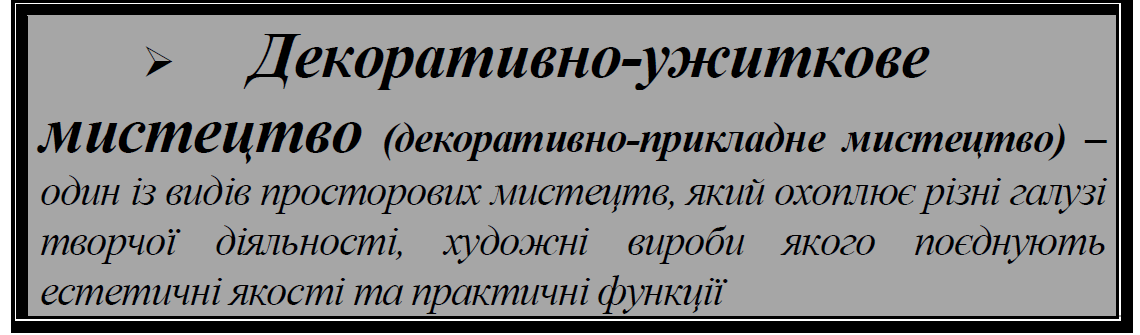 ➢ Декоративно-ужиткове
мистецтво (декоративно-прикладне мистецтво) –
один із видів просторових мистецтв, який охоплює різні галузі
творчої діяльності, художні вироби якого поєднують
естетичні якості та практичні функції